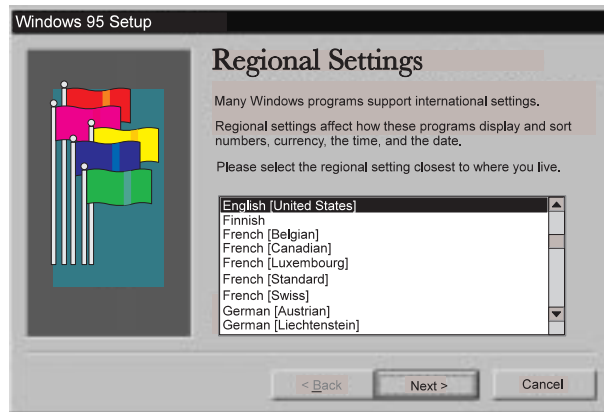 Windows 95 Setup
Regional Settings
Many Windows programs support international settings.
Regional settings affect how these programs display and sort
numbers, currency, the time, and the date.
Please select the regional setting closest to where you live.
English [United States]
Finnish
French [Belgian]
French [Canadian]
French [Luxembourg]
French [Standard]
French [Swiss]
German [Austrian]
German [Liechtenstein]
< Back Next > Cancel